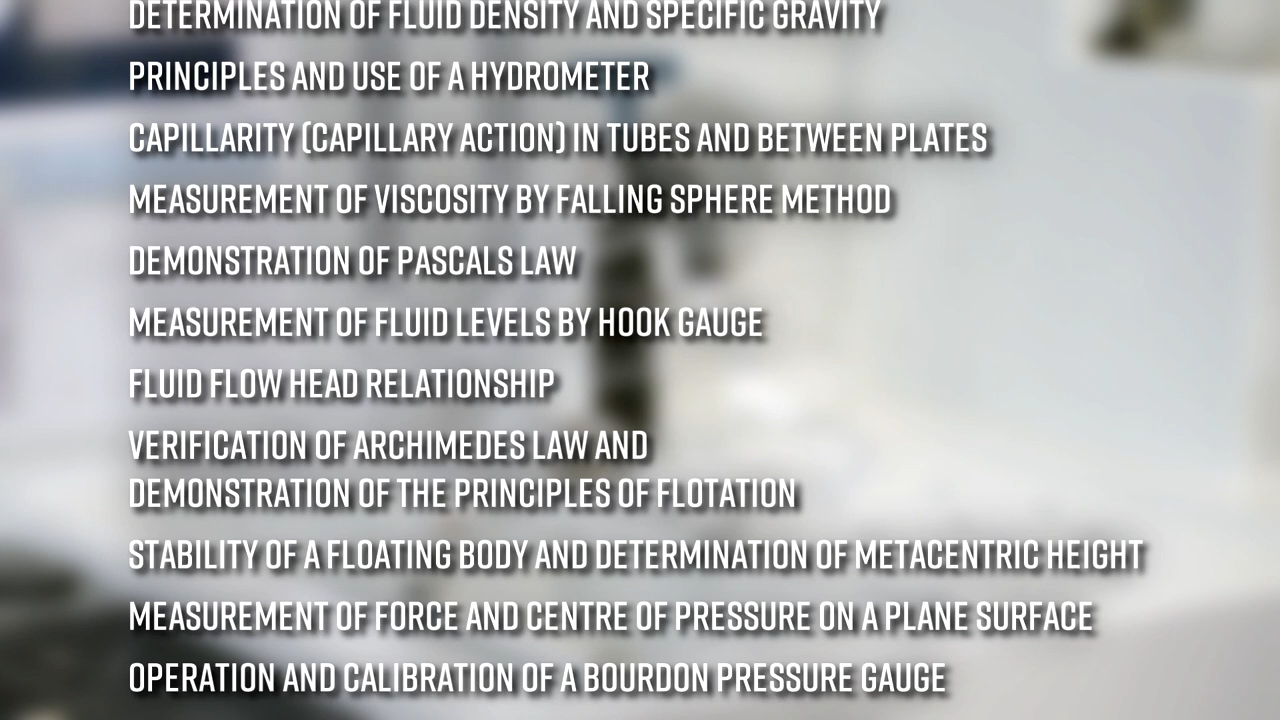 DETERMINATION OF FLUID DENSITY AND SPECIFIC GRAVITY
PRINCIPLES AND USE OF A HYDROMETER
CAPILLARITY (CAPILLARY ACTION) IN TUBES AND BETWEEN PLATES
MEASUREMENT OF VISCOSITY BY FALLING SPHERE METHOD
DEMONSTRATION OF PASCALS LAW
MEASUREMENT OF FLUID LEVELS BY HOOK GAUGE
FLUID FLOW HEAD RELATIONSHIP
VERIFICATION OF ARCHIMEDES LAW AND
DEMONSTRATION OF THE PRINCIPLES OF FLOTATION
STABILITY OF A FLOATING BODY AND DETERMINATION OF METACENTRIC HEIGHT
MEASUREMENT OF FORCE AND CENTRE OF PRESSURE ON A PLANE SURFACE
OPERATION AND CALIBRATION OF A BOURDON PRESSURE GAUGE